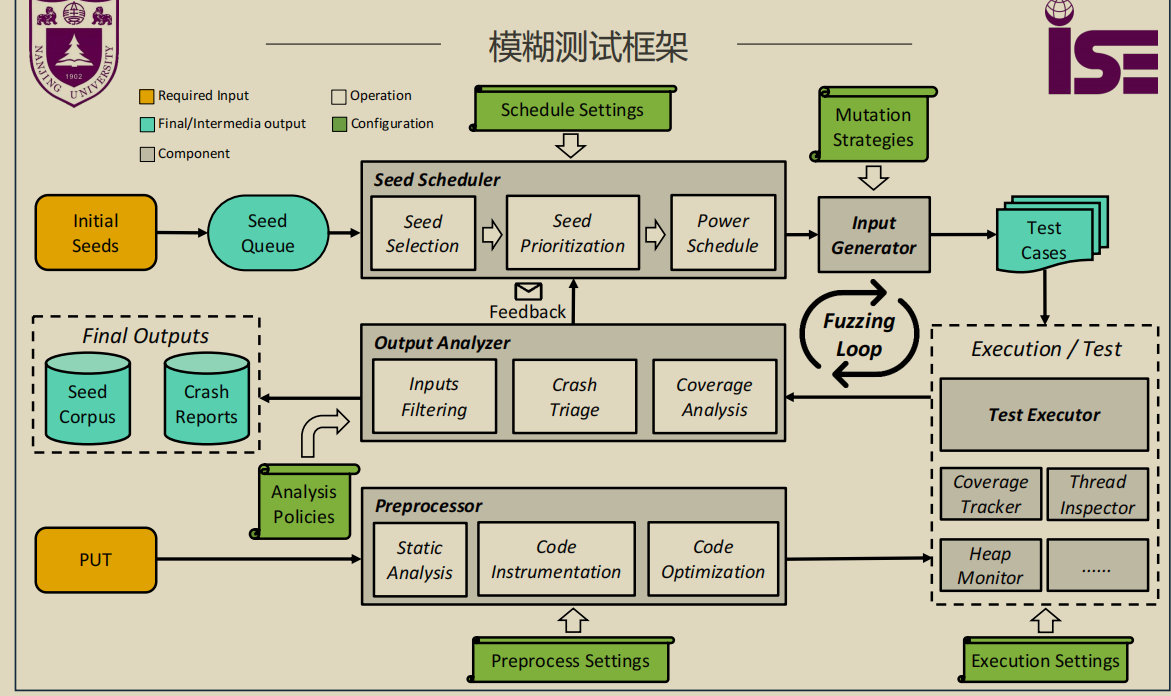 模糊测试框架
NANJING UNIVERSITY
1902
iSE
Required Input
Operation
Final/Intermedia output
Configuration
Component
Schedule Settings
Mutation
Strategies
Seed Scheduler
Initial
Seeds
Seed
Queue
Seed
Selection
Seed
Prioritization
Power
Schedule
Input
Generator
Test
Cases
Feedback
Fuzzing
Loop
Final Outputs
Seed
Corpus
Crash
Reports
Output Analyzer
Inputs
Filtering
Crash
Triage
Coverage
Analysis
Execution / Test
Test Executor
Coverage
Tracker
Thread
Inspector
Heap
Monitor
......
Analysis
Policies
Preprocessor
PUT
Static
Analysis
Code
Instrumentation
Code
Optimization
Preprocess Settings
Execution Settings